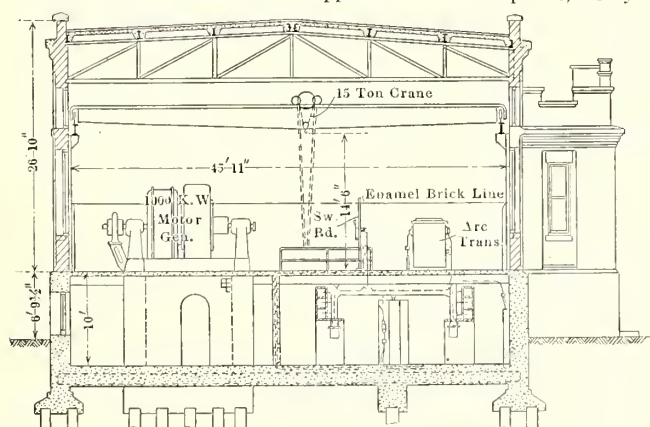 15 Ton Crane
26'-10"
45'-11"
14'-6"
Enamel Brick Line
1000 K.W.
Motor
Gen.
Sw.
Rd.
Arc
Trans.
6'-9½"
10'